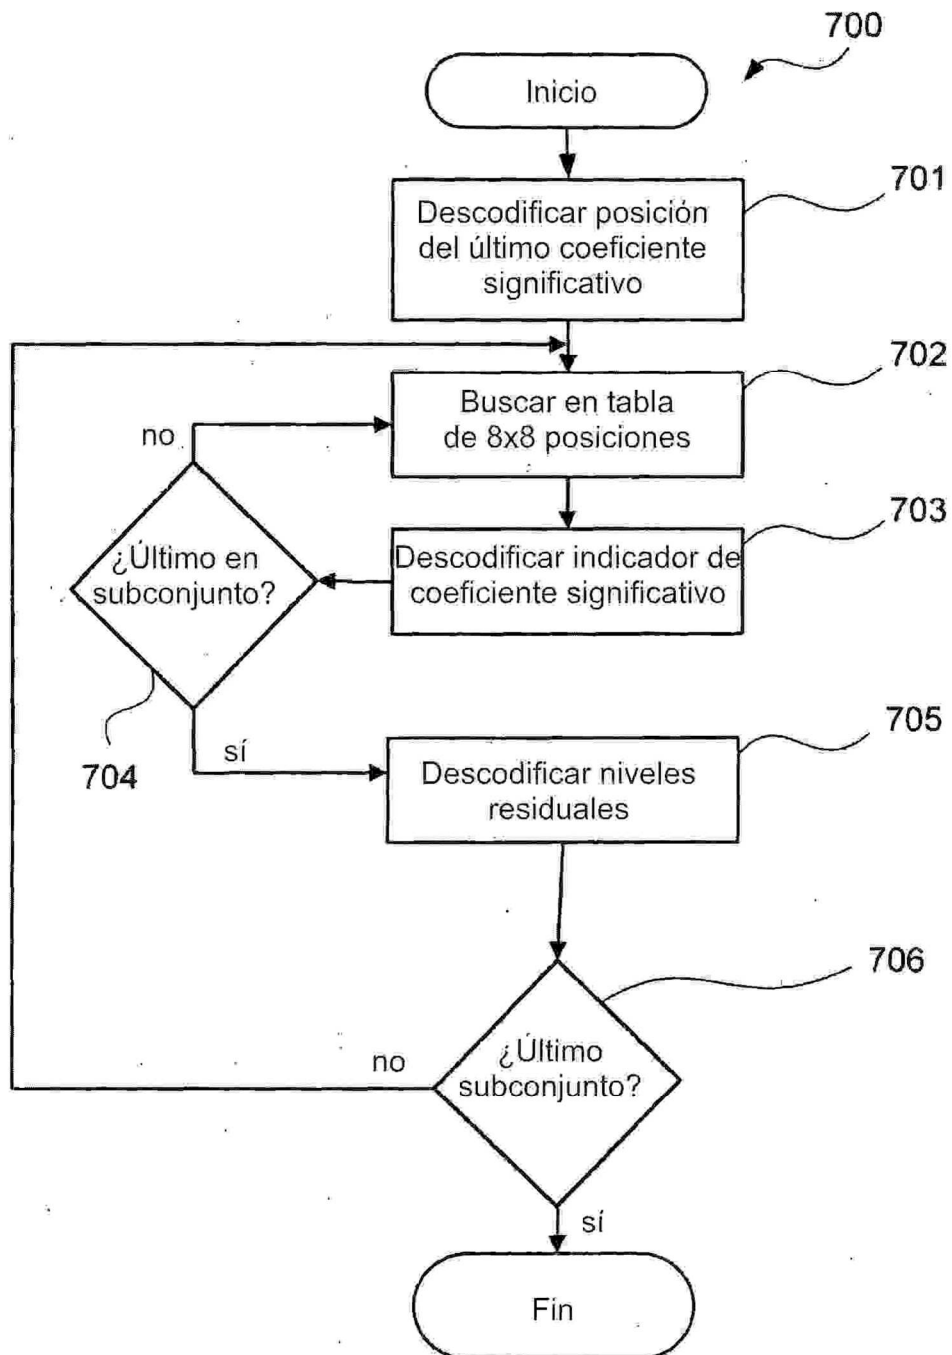 700
Inicio
701
Descodificar posición
del último coeficiente
significativo
702
Buscar en tabla
de 8x8 posiciones
no
703
Descodificar indicador de
coeficiente significativo
¿Último en
subconjunto?
704
sí
705
Descodificar niveles
residuales
706
¿Último
subconjunto?
no
sí
Fin